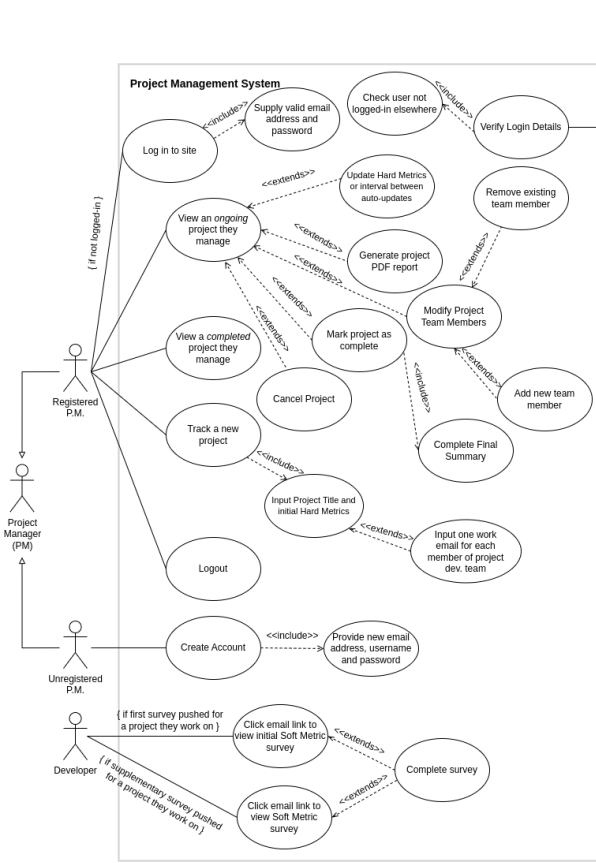 Project Management System
Check user not
logged-in elsewhere
<<include>>
Verify Login Details
Supply valid email
address and
password
<<include>>
Log in to site
{ if not logged-in }
Update Hard Metrics
or interval between
auto-updates
<<extends>>
Remove existing
team member
View an ongoing
project they
manage
<<extends>>
Generate project
PDF report
<<extends>>
<<extends>>
<<extends>>
Modify Project
Team Members
<<extends>>
<<extends>>
Mark project as
complete
View a completed
project they
manage
<<include>>
<<extends>>
Cancel Project
Add new team
member
Registered
P.M.
Track a new
project
<<include>>
Complete Final
Summary
Input Project Title and
initial Hard Metrics
<<extends>>
Input one work
email for each
member of project
dev. team
Project
Manager
(PM)
Logout
Create Account
<<include>>
Provide new email
address, username
and password
Unregistered
P.M.
{ if first survey pushed for
a project they work on }
Click email link to
view initial Soft Metric
survey
<<extends>>
Developer
{ if supplementary survey pushed
for a project they work on }
Complete survey
<<extends>>
Click email link to
view Soft Metric
survey